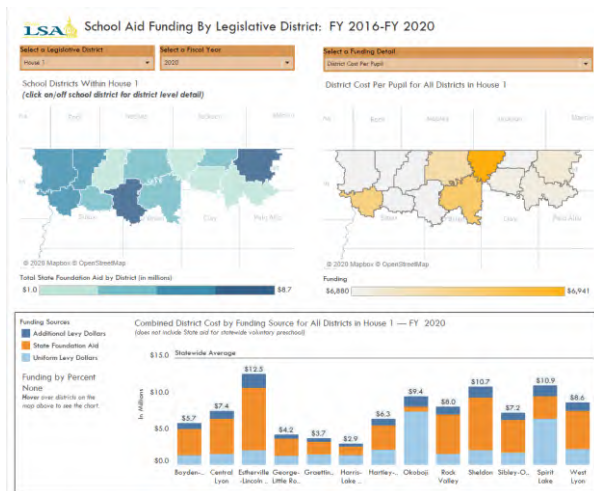 LSA School Aid Funding By Legislative District: FY 2016-FY 2020
Select a Legislative District
House 1
Select a Fiscal Year
2020
Select a Funding Detail
District Cost Per Pupil
School Districts Within House 1
(click on/off school district for district level detail)
District Cost Per Pupil for All Districts in House 1
© 2020 Mapbox © OpenStreetMap
© 2020 Mapbox © OpenStreetMap
Total State Foundation Aid by District (in millions)
$1.0
$8.7
Funding
$6,880
$6,941
Funding Sources
Additional Levy Dollars
State Foundation Aid
Uniform Levy Dollars
Funding by Percent
None
Hover over districts on the
map above to see the chart.
Combined District Cost by Funding Source for All Districts in House 1 — FY 2020
(does not include State aid for statewide voluntary preschool)
$15.0
Statewide Average
$10.0
$5.0
$0.0
In Millions
$5.7
$7.4
$12.5
$4.2
$3.7
$2.9
$6.3
$9.4
$8.0
$10.7
$7.2
$10.9
$8.6
Boyden-..
Central
Lyon
Estherville
-Lincoln ..
George-
Little Ro..
Graettin..
Harris-
Lake ..
Hartley-..
Okoboji
Rock
Valley
Sheldon
Sibley-O..
Spirit
Lake
West
Lyon